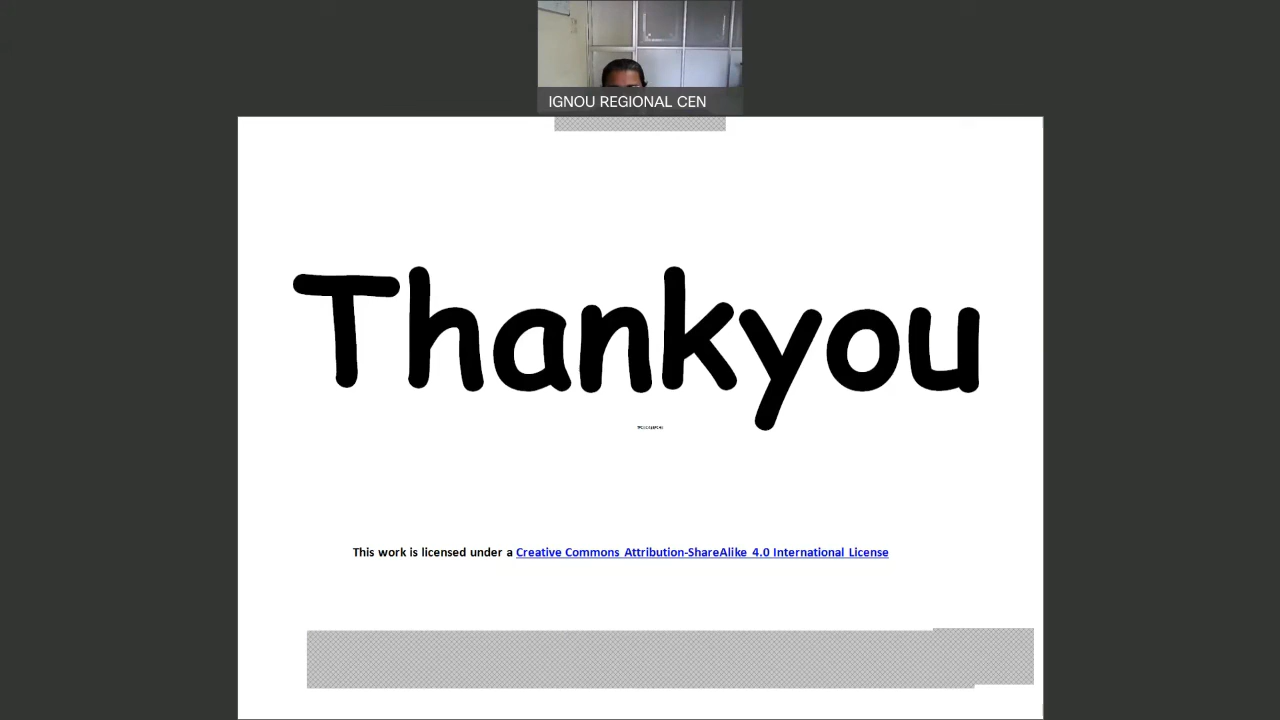 IGNOU REGIONAL CEN
Thankyou
This work is licensed under a Creative Commons Attribution-ShareAlike 4.0 International License